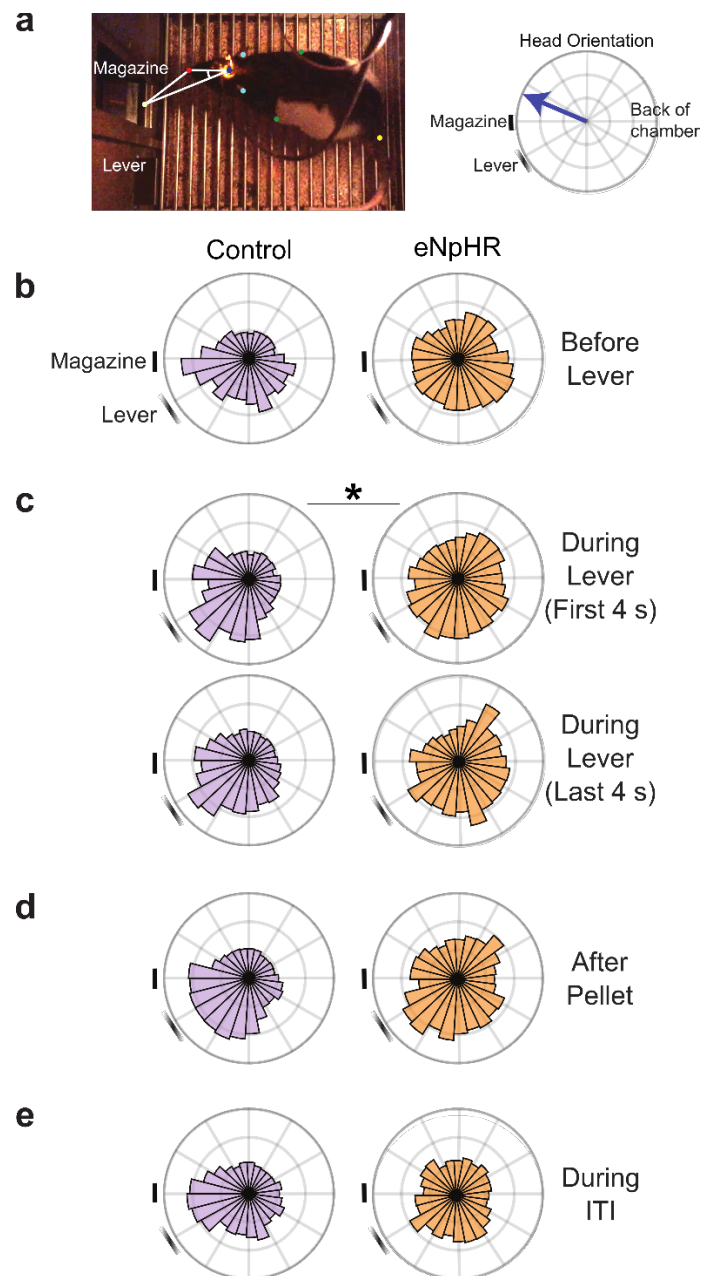 a
Magazine
Lever
Head Orientation
Magazine
Back of
chamber
Lever
Control
eNpHR
b
Magazine
Lever
Before
Lever
c
*
During
Lever
(First 4 s)
During
Lever
(Last 4 s)
d
After
Pellet
e
During
ITI